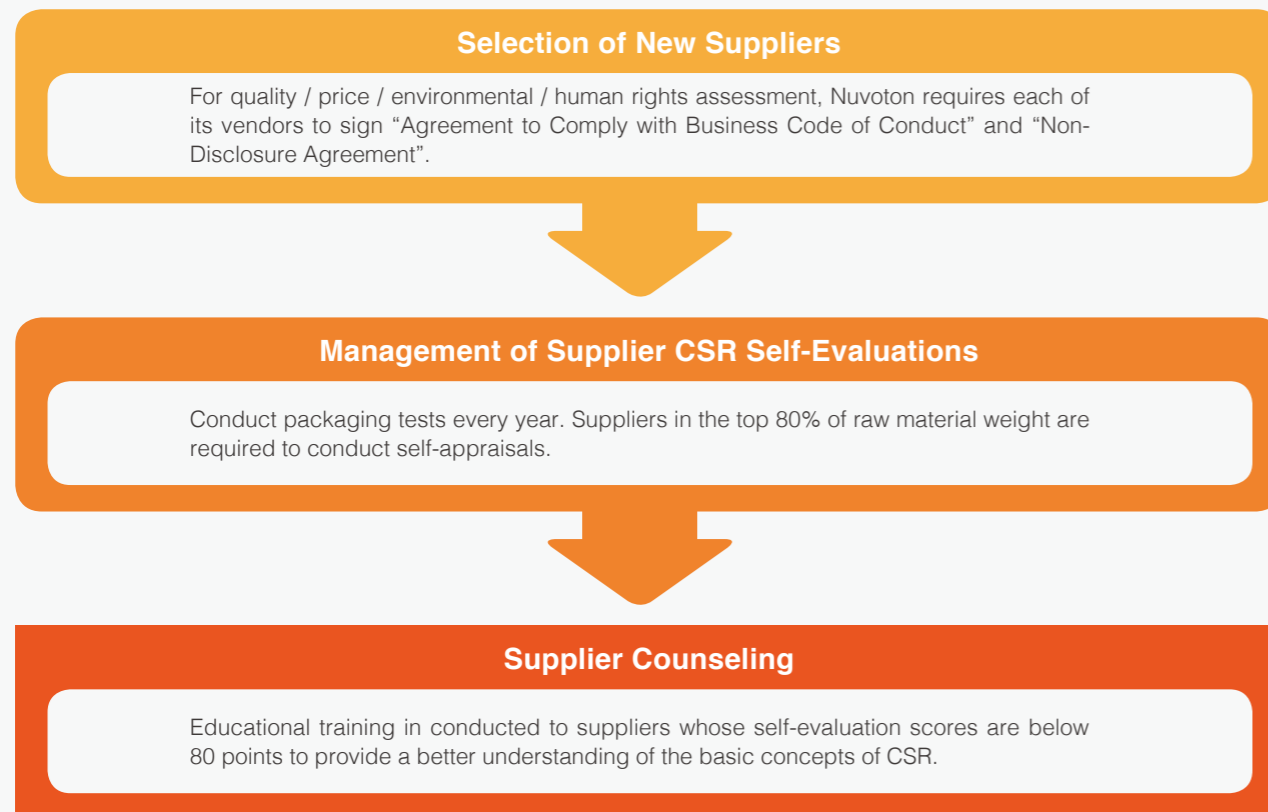 Selection of New Suppliers
For quality / price / environmental / human rights assessment, Nuvoton requires each of
its vendors to sign “Agreement to Comply with Business Code of Conduct” and “Non-
Disclosure Agreement”.
Management of Supplier CSR Self-Evaluations
Conduct packaging tests every year. Suppliers in the top 80% of raw material weight are
required to conduct self-appraisals.
Supplier Counseling
Educational training in conducted to suppliers whose self-evaluation scores are below
80 points to provide a better understanding of the basic concepts of CSR.